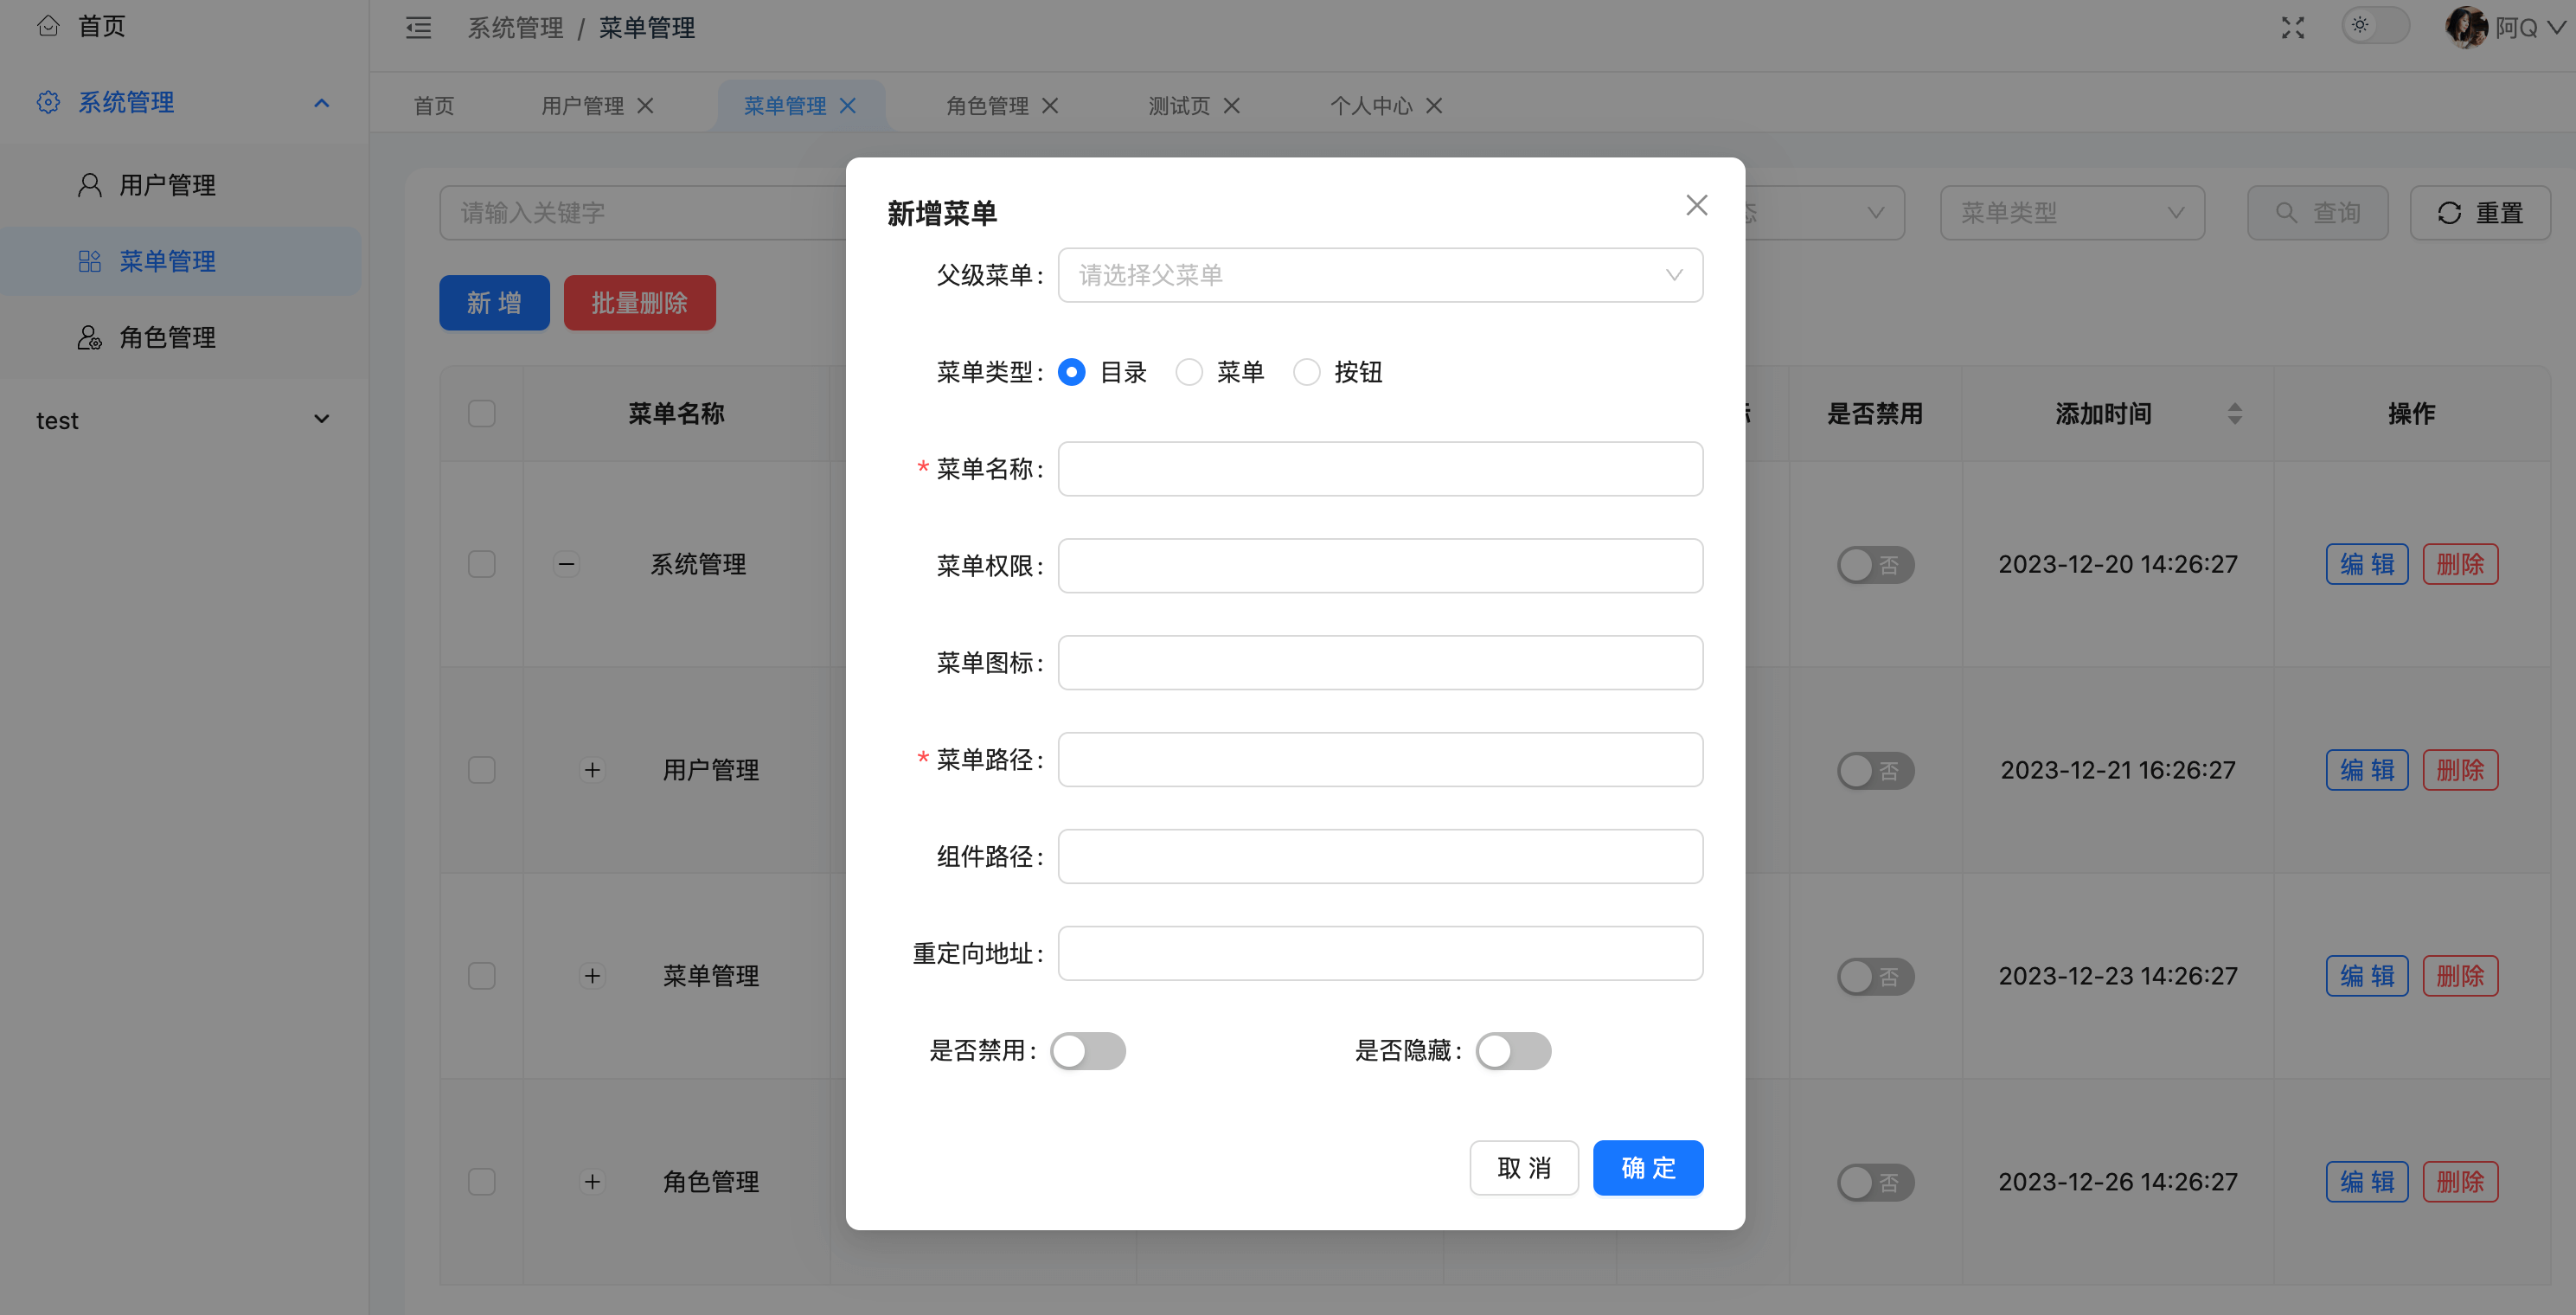 首页
系统管理
用户管理
菜单管理
角色管理
test
系统管理 / 菜单管理
阿Q
首页 用户管理 菜单管理 角色管理 测试页 个人中心
请输入关键字 菜单类型 查询 重置
新 增 批量删除
菜单名称 是否禁用 添加时间 操作
系统管理 否 2023-12-20 14:26:27 编 辑 删除
用户管理 否 2023-12-21 16:26:27 编 辑 删除
菜单管理 否 2023-12-23 14:26:27 编 辑 删除
角色管理 否 2023-12-26 14:26:27 编 辑 删除
新增菜单
父级菜单: 请选择父菜单
菜单类型: 目录 菜单 按钮
* 菜单名称:
菜单权限:
菜单图标:
* 菜单路径:
组件路径:
重定向地址:
是否禁用: 是否隐藏:
取 消 确 定